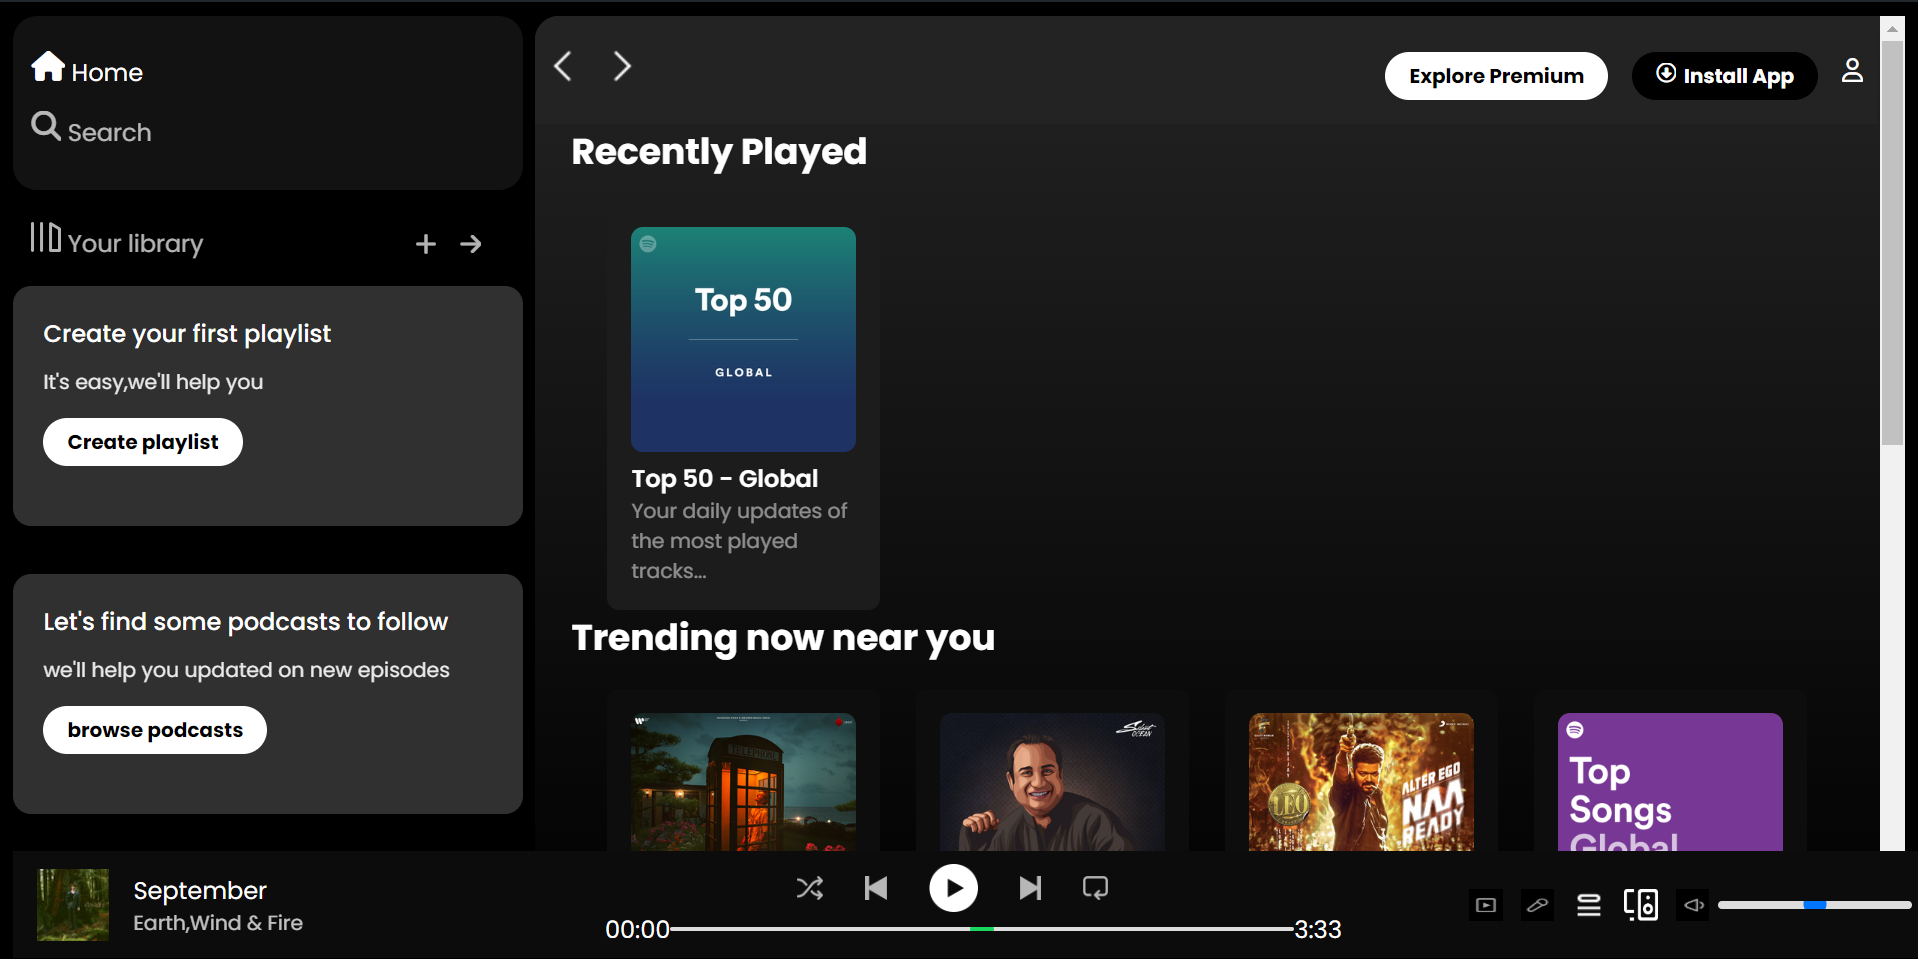 Home
Search
Your library
Create your first playlist
It's easy,we'll help you
Create playlist
Let's find some podcasts to follow
we'll help you updated on new episodes
browse podcasts
Explore Premium
Install App
Recently Played
Top 50
GLOBAL
Top 50 - Global
Your daily updates of
the most played
tracks...
Trending now near you
TELEPHONE
OCEAN
LEO
ALTER EGO
NAA
READY
Top
Songs
Global
September
Earth,Wind & Fire
00:00
3:33